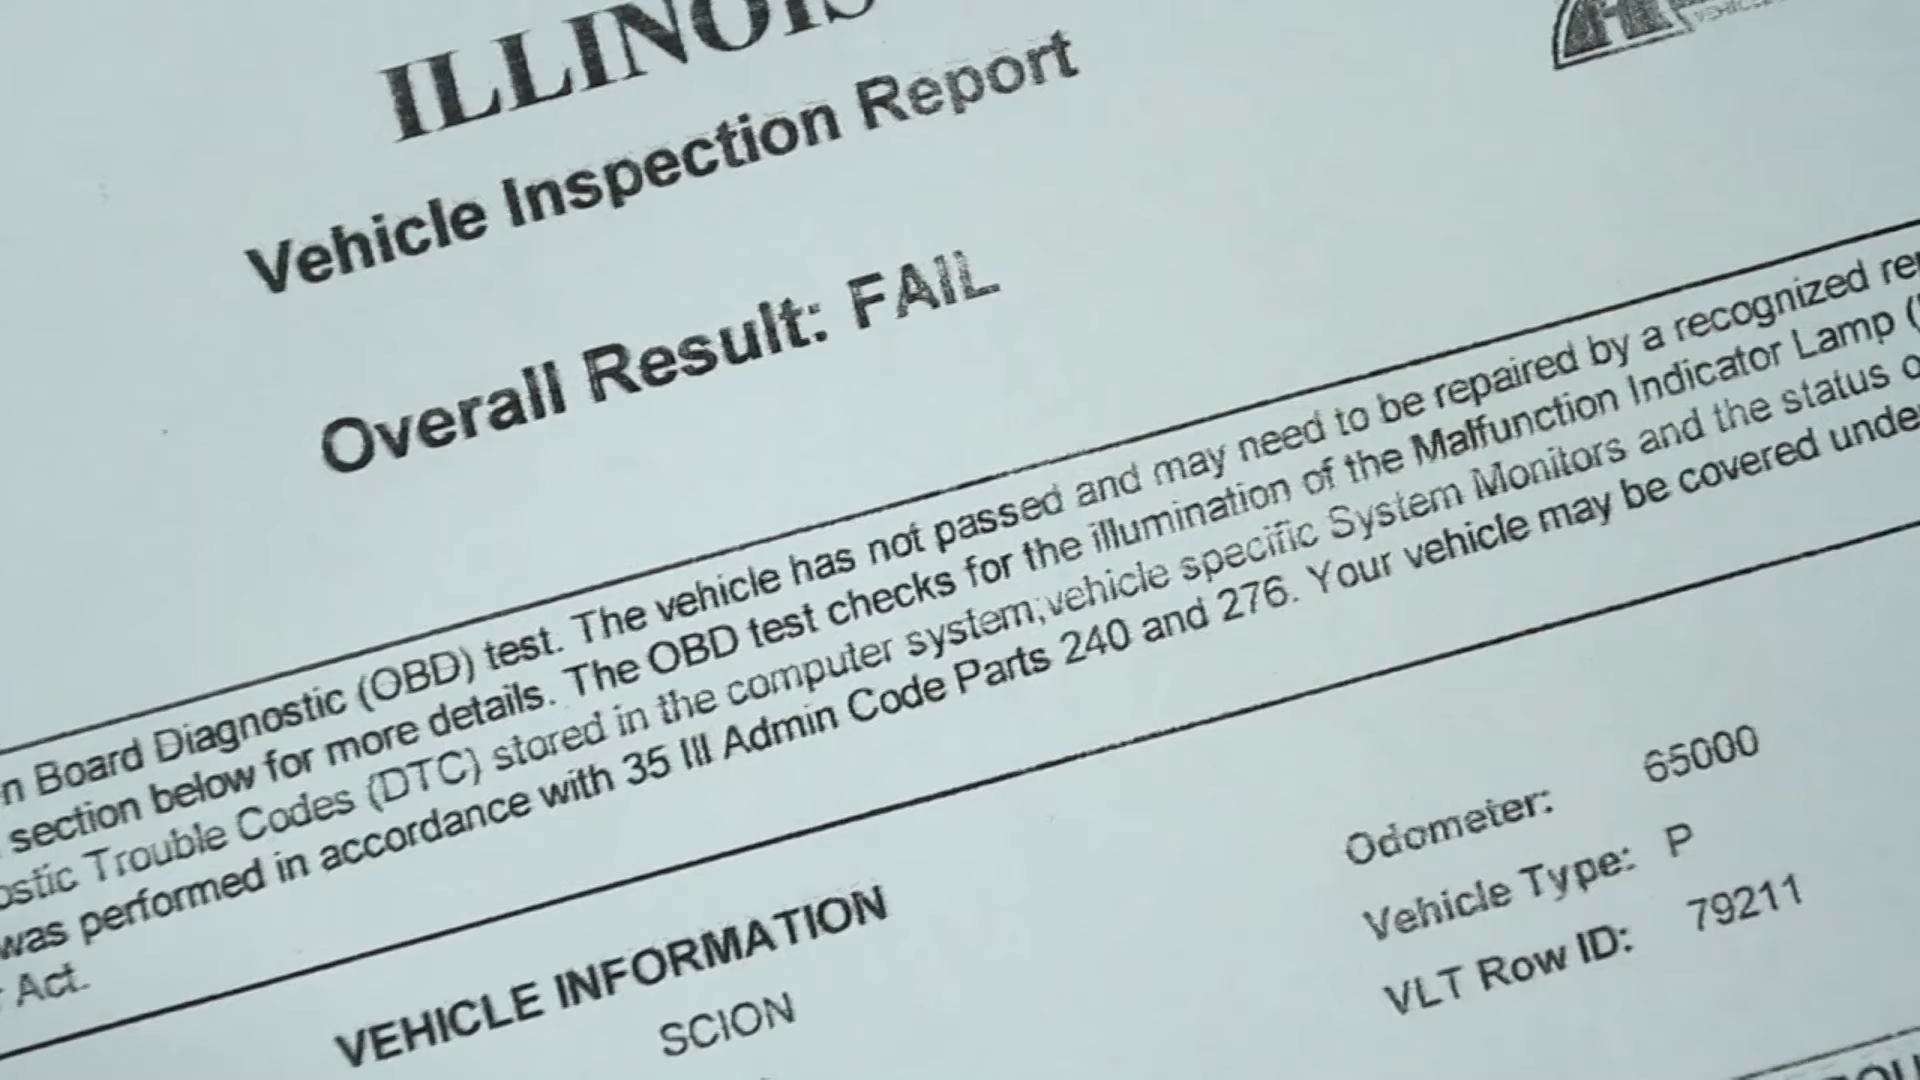 ILLINOIS
Vehicle Inspection Report
Overall Result: FAIL
Board Diagnostic (OBD) test. The vehicle has not passed and may need to be repaired by a recognized
section below for more details. The OBD test checks for the illumination of the Malfunction Indicator Lamp (
Trouble Codes (DTC) stored in the computer system, vehicle specific System Monitors and the status
was performed in accordance with 35 Ill Admin Code Parts 240 and 276. Your vehicle may be covered
Act.
VEHICLE INFORMATION
SCION
Odometer: 65000
Vehicle Type: P
VLT Row ID: 79211